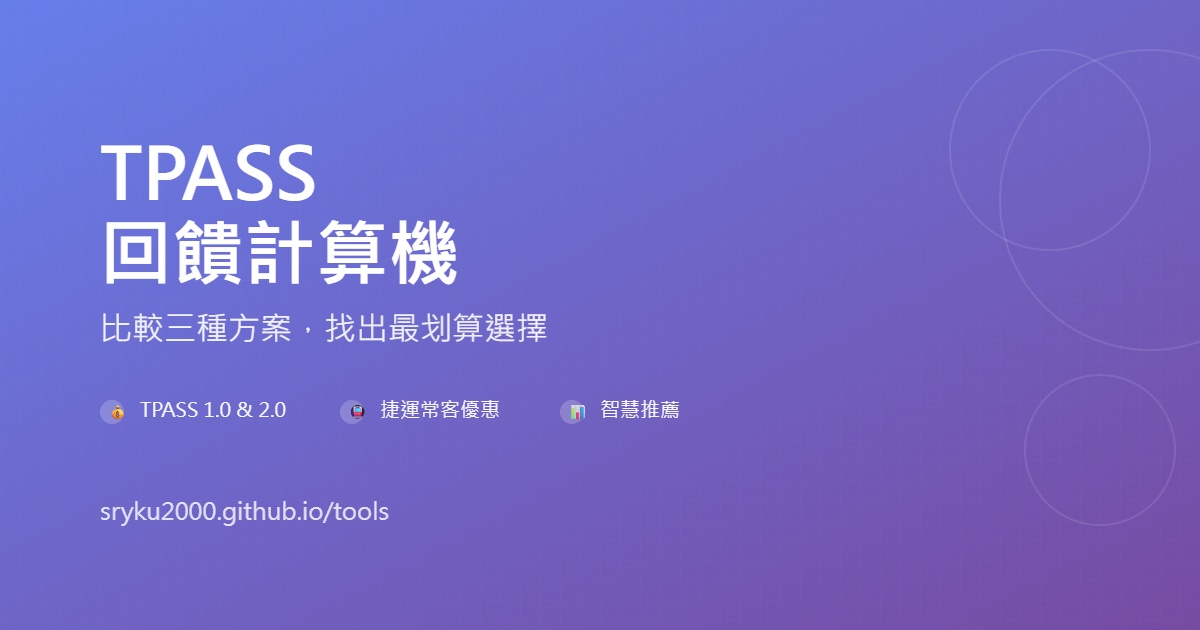 TPASS
回饋計算機
比較三種方案，找出最划算選擇
TPASS 1.0 & 2.0
捷運常客優惠
智慧推薦
sryku2000.github.io/tools